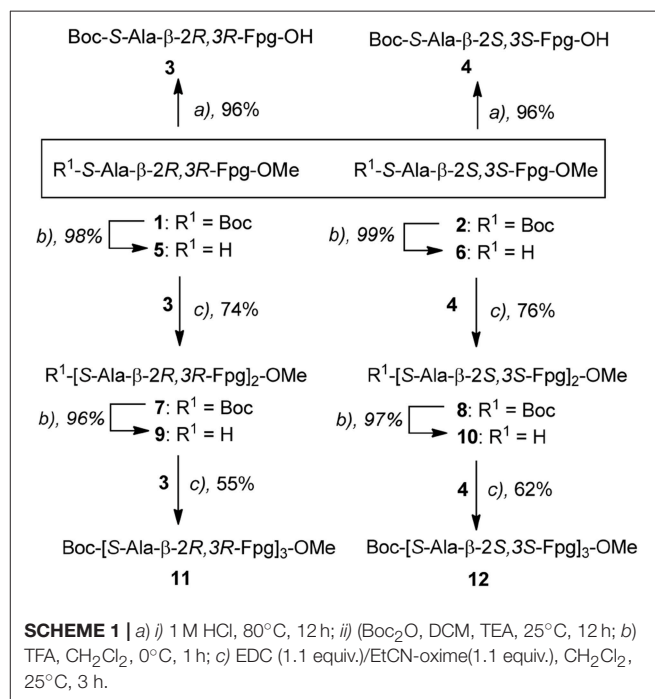 Boc-S-Ala-β-2R,3R-Fpg-OH Boc-S-Ala-β-2S,3S-Fpg-OH
3 4
a), 96% a), 96%
R¹-S-Ala-β-2R,3R-Fpg-OMe R¹-S-Ala-β-2S,3S-Fpg-OMe
b), 98% 1: R¹ = Boc b), 99% 2: R¹ = Boc
5: R¹ = H 6: R¹ = H
3 c), 74% 4 c), 76%
R¹-[S-Ala-β-2R,3R-Fpg]₂-OMe R¹-[S-Ala-β-2S,3S-Fpg]₂-OMe
b), 96% 7: R¹ = Boc b), 97% 8: R¹ = Boc
9: R¹ = H 10: R¹ = H
3 c), 55% 4 c), 62%
Boc-[S-Ala-β-2R,3R-Fpg]₃-OMe Boc-[S-Ala-β-2S,3S-Fpg]₃-OMe
11 12
SCHEME 1 | a) i) 1 M HCl, 80°C, 12 h; ii) (Boc₂O, DCM, TEA, 25°C, 12 h; b)
TFA, CH₂Cl₂, 0°C, 1 h; c) EDC (1.1 equiv.)/EtCN-oxime(1.1 equiv.), CH₂Cl₂,
25°C, 3 h.